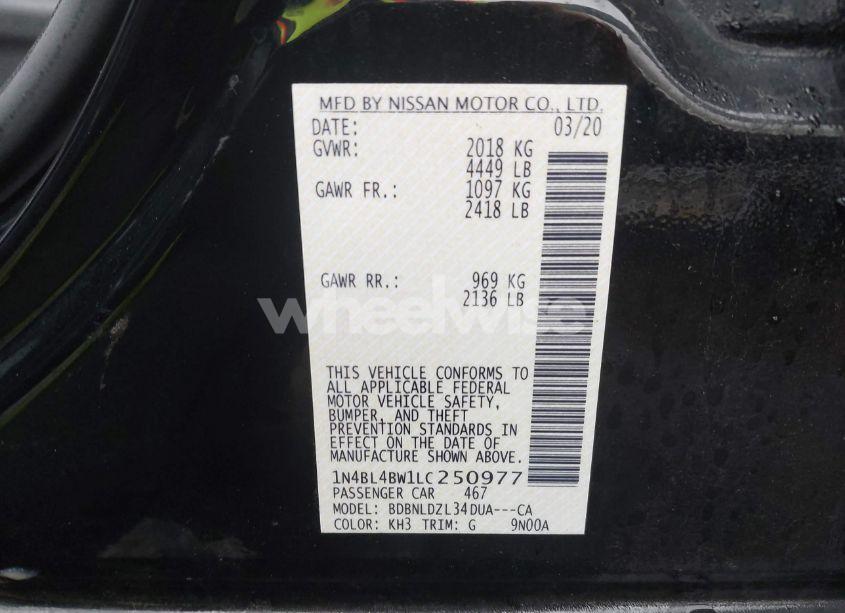 MFD BY NISSAN MOTOR CO., LTD.
DATE: 03/20
GVWR: 2018 KG
4449 LB
GAWR FR.: 1097 KG
2418 LB
GAWR RR.: 969 KG
2136 LB
wheelwise
THIS VEHICLE CONFORMS TO
ALL APPLICABLE FEDERAL
MOTOR VEHICLE SAFETY,
BUMPER, AND THEFT
PREVENTION STANDARDS IN
EFFECT ON THE DATE OF
MANUFACTURE SHOWN ABOVE.
1N4BL4BW1LC250977
PASSENGER CAR 467
MODEL: BDBNLDZL34DUA---CA
COLOR: KH3 TRIM: G 9N00A